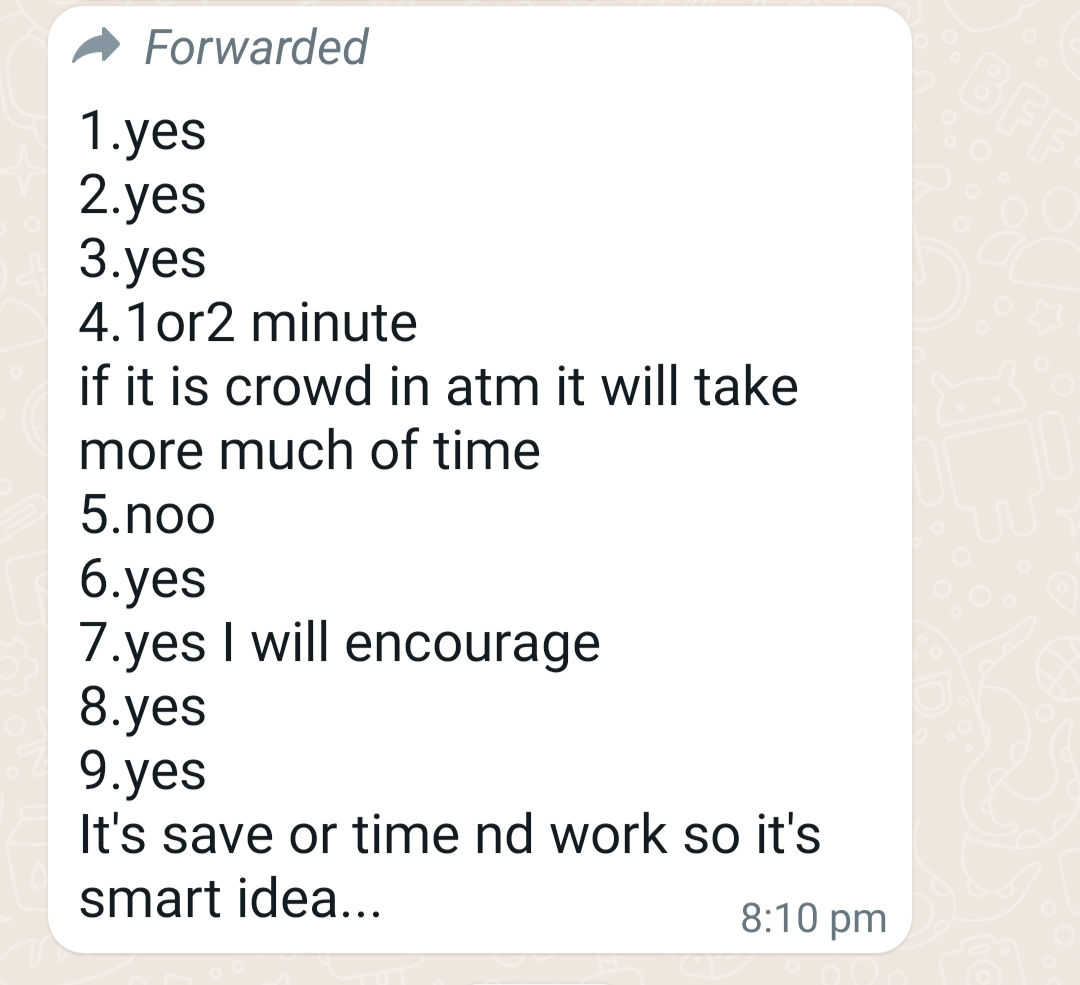 Forwarded
1.yes
2.yes
3.yes
4.1or2 minute
if it is crowd in atm it will take
more much of time
5.noo
6.yes
7.yes I will encourage
8.yes
9.yes
It's save or time nd work so it's
smart idea...
8:10 pm
BFF